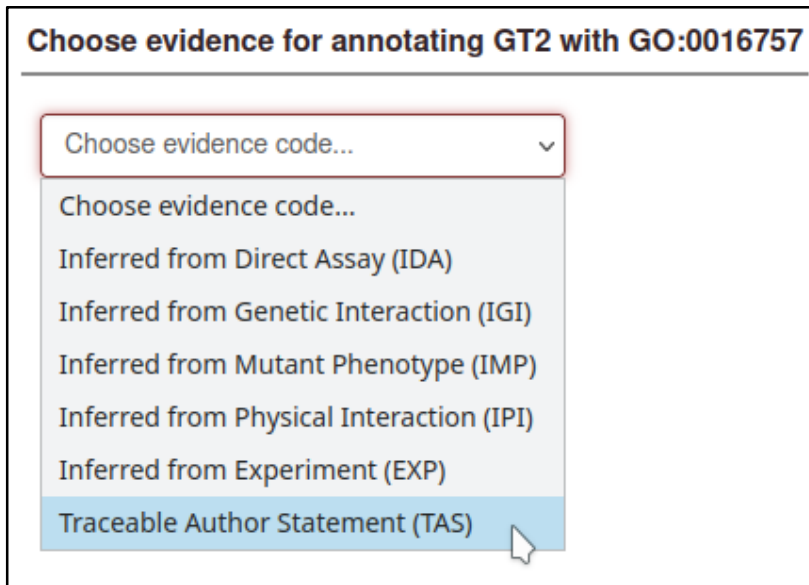 Choose evidence for annotating GT2 with GO:0016757
Choose evidence code...
Choose evidence code...
Inferred from Direct Assay (IDA)
Inferred from Genetic Interaction (IGI)
Inferred from Mutant Phenotype (IMP)
Inferred from Physical Interaction (IPI)
Inferred from Experiment (EXP)
Traceable Author Statement (TAS)